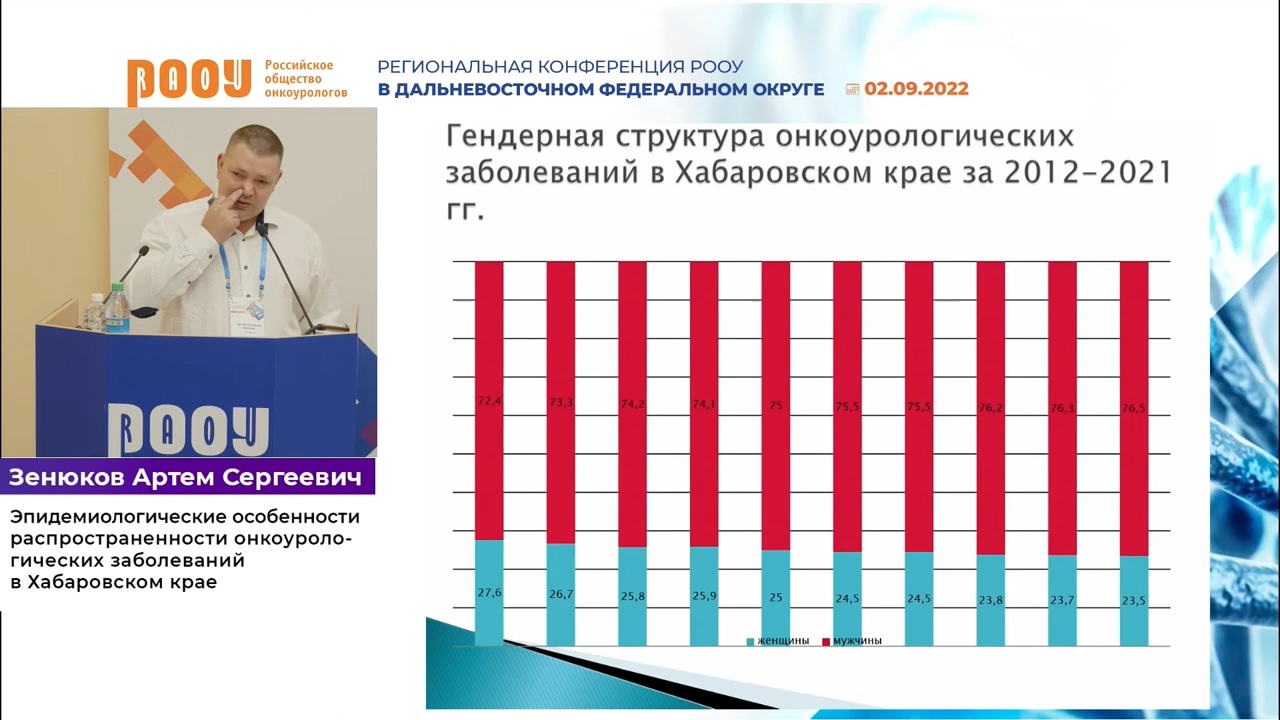 РООУ
RAOU
Российское
общество
онкоурологов
РЕГИОНАЛЬНАЯ КОНФЕРЕНЦИЯ РООУ
В ДАЛЬНЕВОСТОЧНОМ ФЕДЕРАЛЬНОМ ОКРУГЕ 02.09.2022
Гендерная структура онкоурологических
заболеваний в Хабаровском крае за 2012-2021
гг.
72,4 73,3 74,2 74,1 75 75,5 75,5 76,2 76,3 76,5
27,6 26,7 25,8 25,9 25 24,5 24,5 23,8 23,7 23,5
женщины мужчины
РООУ
RAOU
Зенюков Артем Сергеевич
Эпидемиологические особенности
распространенности онкоуроло-
гических заболеваний
в Хабаровском крае